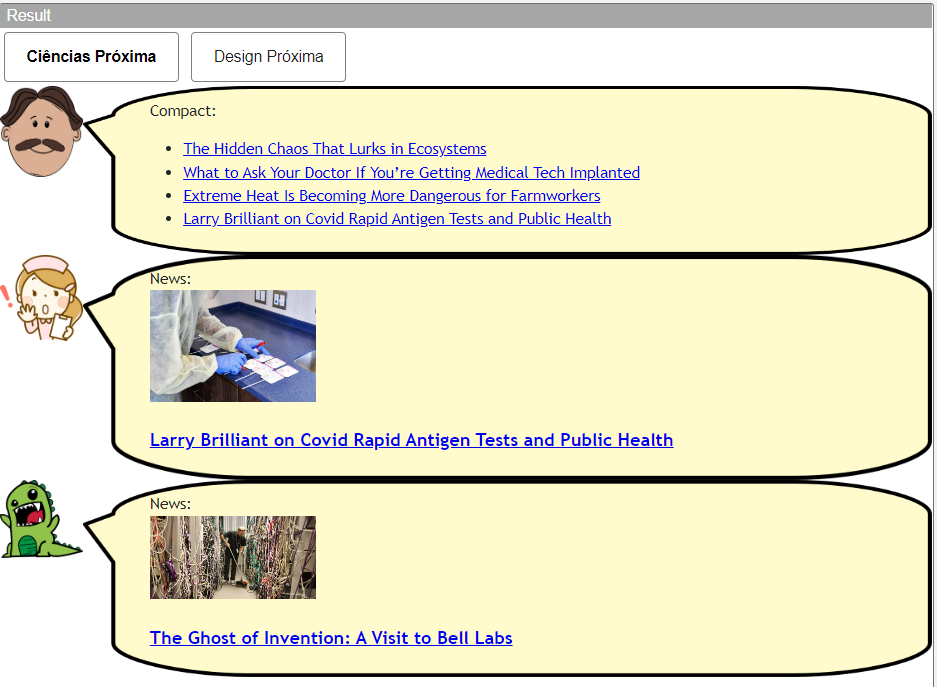 Result
Ciências Próxima
Design Próxima
Compact:
The Hidden Chaos That Lurks in Ecosystems
What to Ask Your Doctor If You’re Getting Medical Tech Implanted
Extreme Heat Is Becoming More Dangerous for Farmworkers
Larry Brilliant on Covid Rapid Antigen Tests and Public Health
News:
Larry Brilliant on Covid Rapid Antigen Tests and Public Health
News:
The Ghost of Invention: A Visit to Bell Labs